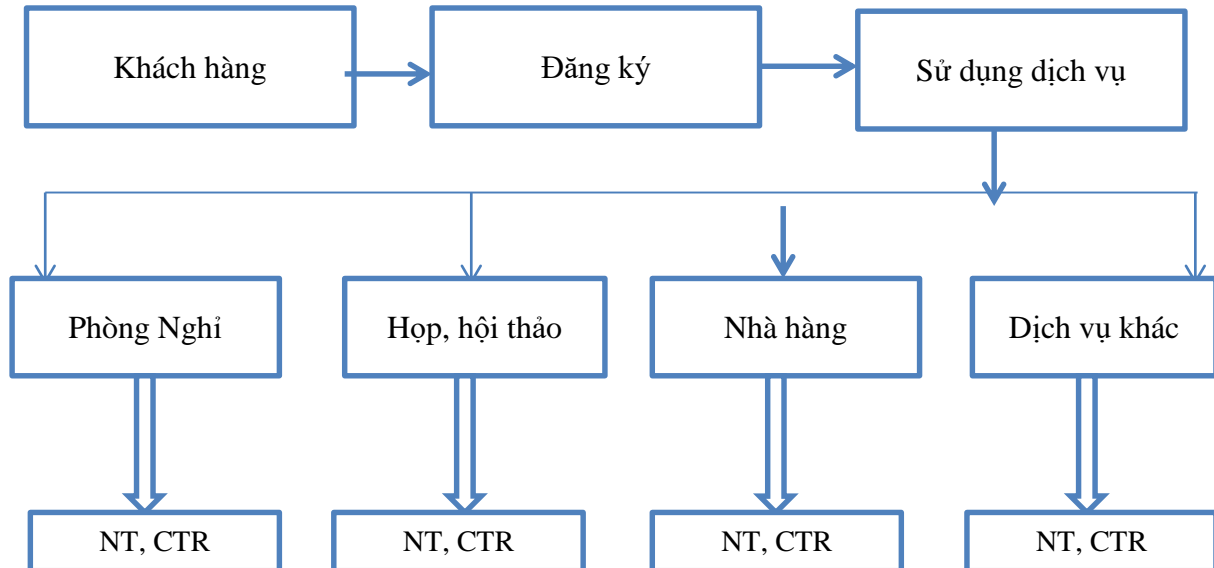 Khách hàng
Đăng ký
Sử dụng dịch vụ
Phòng Nghỉ
Họp, hội thảo
Nhà hàng
Dịch vụ khác
NT, CTR
NT, CTR
NT, CTR
NT, CTR